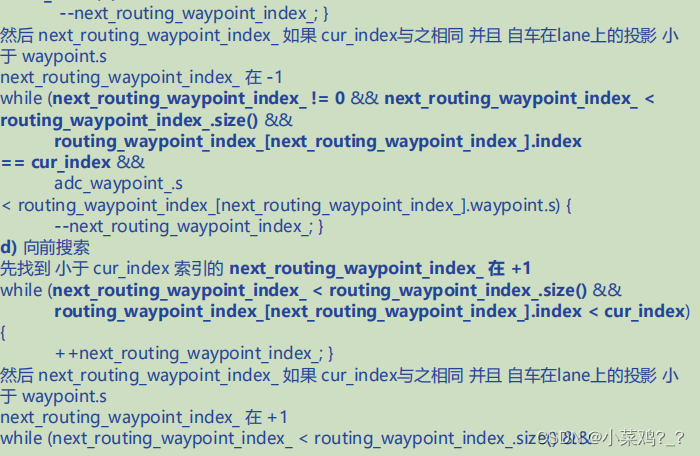 --next_routing_waypoint_index_; }
然后 next_routing_waypoint_index_ 如果 cur_index与之相同 并且 自车在lane上的投影 小
于 waypoint.s
next_routing_waypoint_index_ 在 -1
while (next_routing_waypoint_index_ != 0 && next_routing_waypoint_index_ <
routing_waypoint_index_.size() &&
routing_waypoint_index_[next_routing_waypoint_index_].index
== cur_index &&
adc_waypoint_.s
< routing_waypoint_index_[next_routing_waypoint_index_].waypoint.s) {
--next_routing_waypoint_index_; }
d) 向前搜索
先找到 小于 cur_index 索引的 next_routing_waypoint_index_ 在 +1
while (next_routing_waypoint_index_ < routing_waypoint_index_.size() &&
routing_waypoint_index_[next_routing_waypoint_index_].index < cur_index)
{
++next_routing_waypoint_index_; }
然后 next_routing_waypoint_index_ 如果 cur_index与之相同 并且 自车在lane上的投影 小
于 waypoint.s
next_routing_waypoint_index_ 在 +1
while (next_routing_waypoint_index_ < routing_waypoint_index_.size() &&
CSDN @小菜鸡?_?